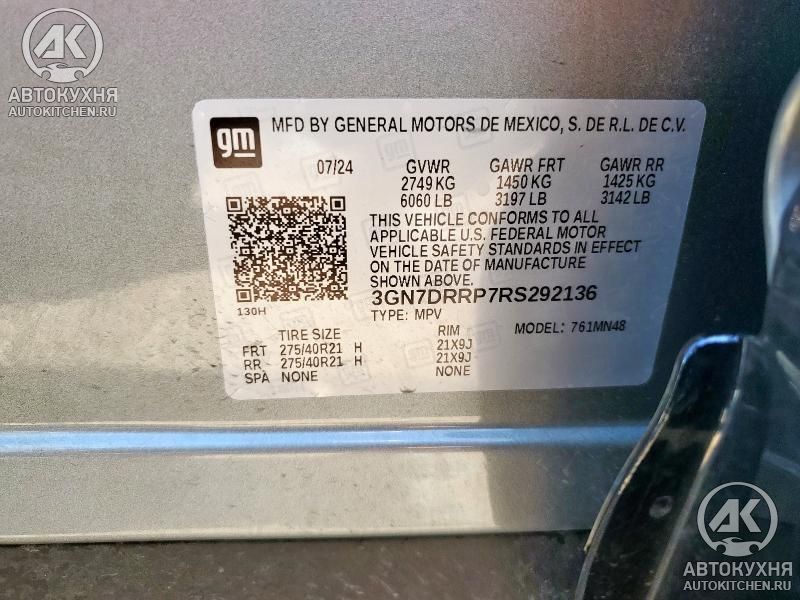 AK
АВТОКУХНЯ
AUTOKITCHEN.RU
gm
MFD BY GENERAL MOTORS DE MEXICO, S. DE R.L. DE C.V.
07/24 GVWR GAWR FRT GAWR RR
2749 KG 1450 KG 1425 KG
6060 LB 3197 LB 3142 LB
THIS VEHICLE CONFORMS TO ALL
APPLICABLE U.S. FEDERAL MOTOR
VEHICLE SAFETY STANDARDS IN EFFECT
ON THE DATE OF MANUFACTURE
SHOWN ABOVE.
3GN7DRRP7RS292136
130H
TYPE: MPV MODEL: 761MN48
TIRE SIZE RIM
FRT 275/40R21 H 21X9J
RR 275/40R21 H 21X9J
SPA NONE NONE
AK
АВТОКУХНЯ
AUTOKITCHEN.RU